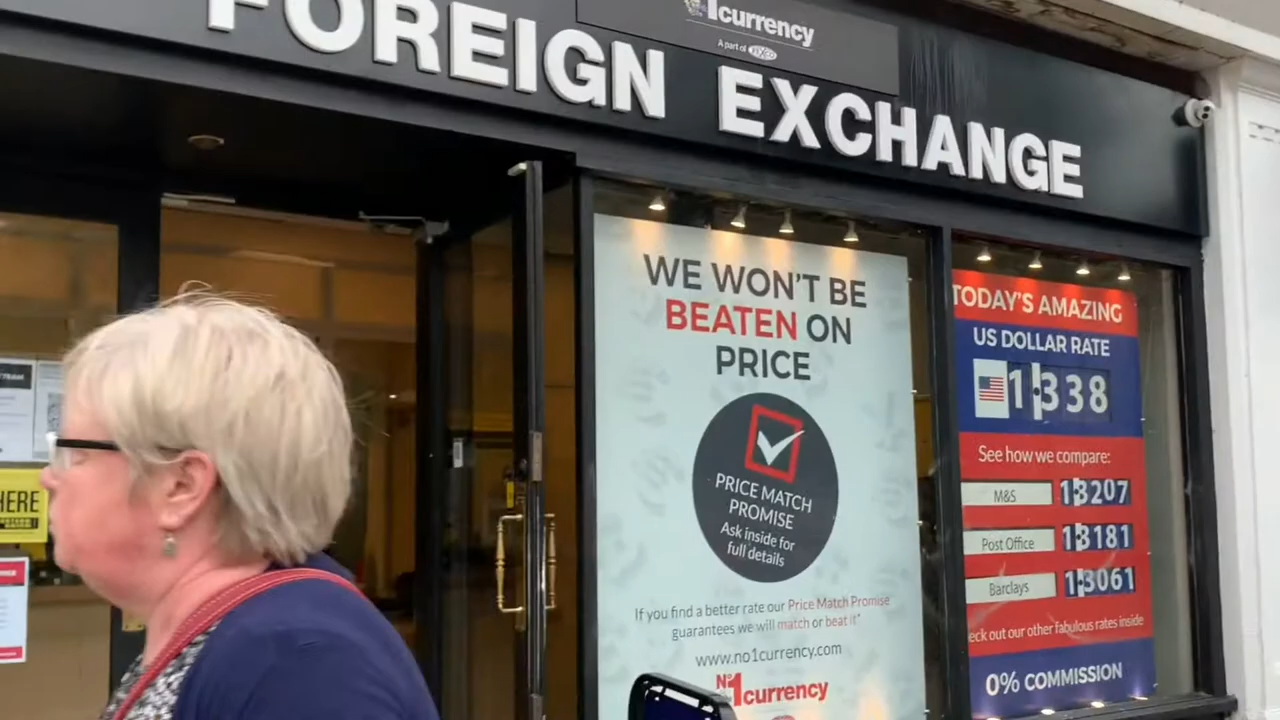 №1currency
A part of FEXCO
FOREIGN EXCHANGE
WE WON'T BE
BEATEN ON
PRICE
PRICE MATCH
PROMISE
Ask inside for
full details
If you find a better rate our Price Match Promise
guarantees we will match or beat it*
www.no1currency.com
№1currency
TODAY'S AMAZING
US DOLLAR RATE
1.338
See how we compare:
M&S 1.3207
Post Office 1.3181
Barclays 1.3061
eck out our other fabulous rates inside
0% COMMISSION
HERE